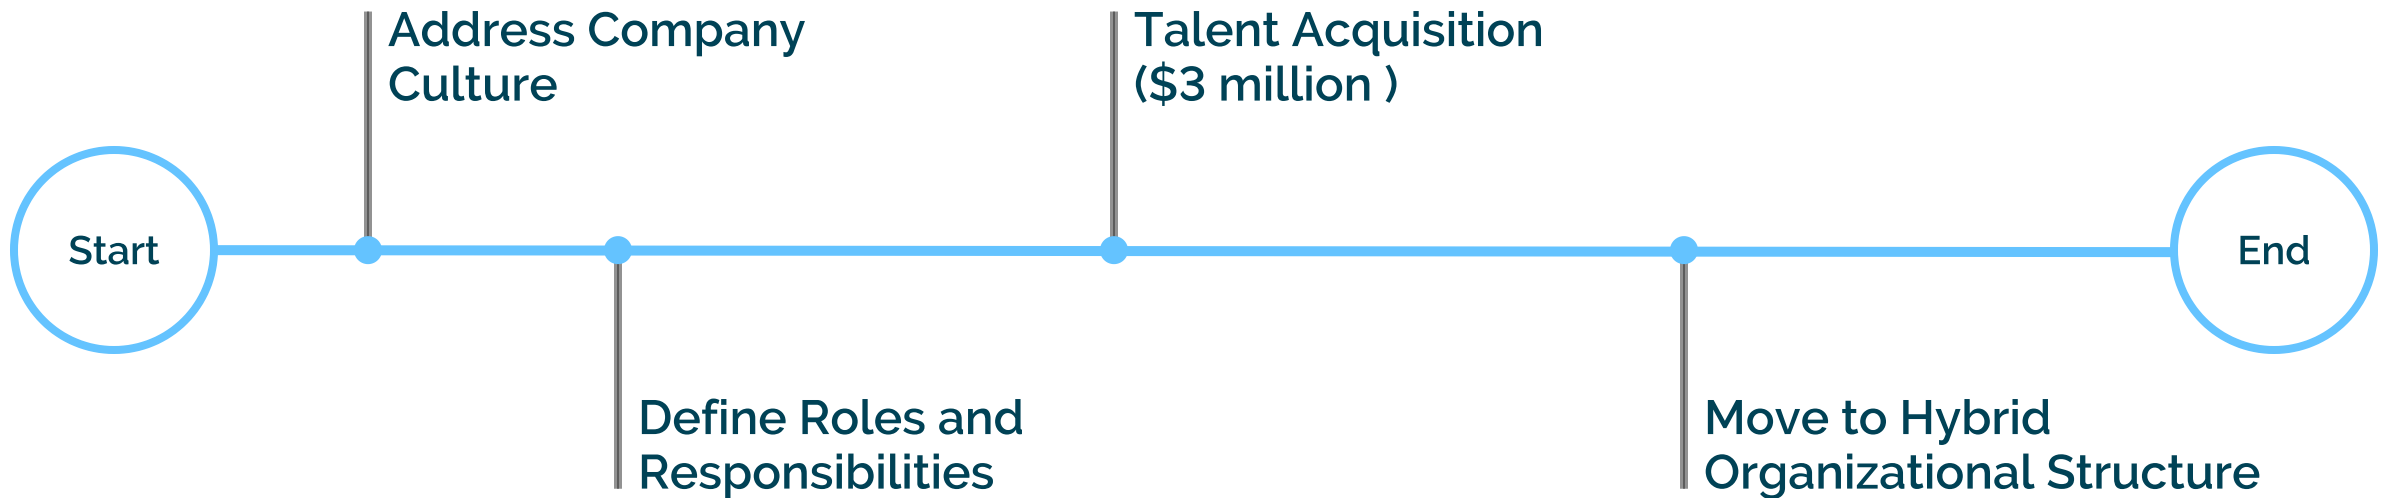 Address Company
Culture
Talent Acquisition
($3 million )
Start
End
Define Roles and
Responsibilities
Move to Hybrid
Organizational Structure